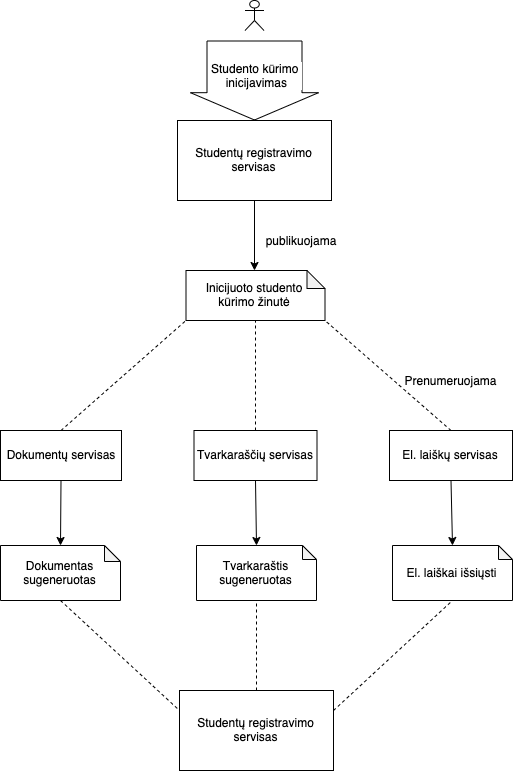 Studento kūrimo
inicijavimas
Studentų registravimo
servisas
publikuojama
Inicijuoto studento
kūrimo žinutė
Prenumeruojama
Dokumentų servisas
Tvarkaraščių servisas
El. laiškų servisas
Dokumentas
sugeneruotas
Tvarkaraštis
sugeneruotas
El. laiškai išsiųsti
Studentų registravimo
servisas